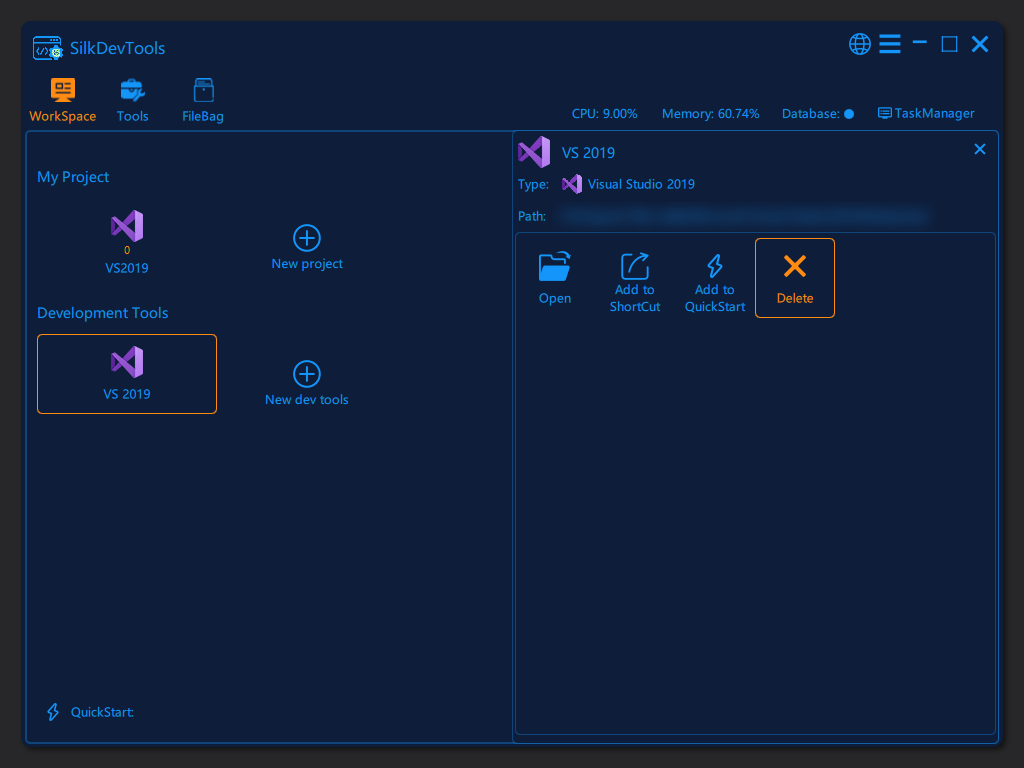 SilkDevTools
WorkSpace
Tools
FileBag
CPU: 9.00%
Memory: 60.74%
Database:
TaskManager
My Project
0
VS2019
New project
Development Tools
VS 2019
New dev tools
QuickStart:
VS 2019
Type:
Visual Studio 2019
Path:
Open
Add to
ShortCut
Add to
QuickStart
Delete